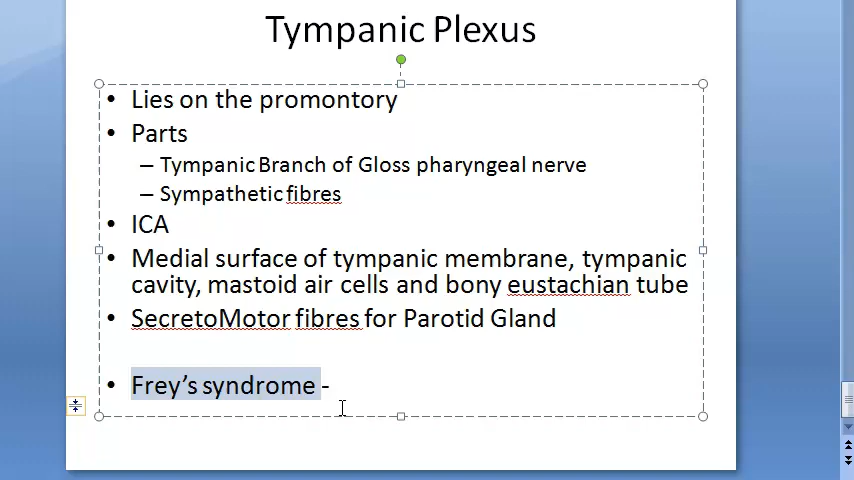 Tympanic Plexus
• Lies on the promontory
• Parts
– Tympanic Branch of Gloss pharyngeal nerve
– Sympathetic fibres
• ICA
• Medial surface of tympanic membrane, tympanic
cavity, mastoid air cells and bony eustachian tube
• SecretoMotor fibres for Parotid Gland
• Frey’s syndrome -